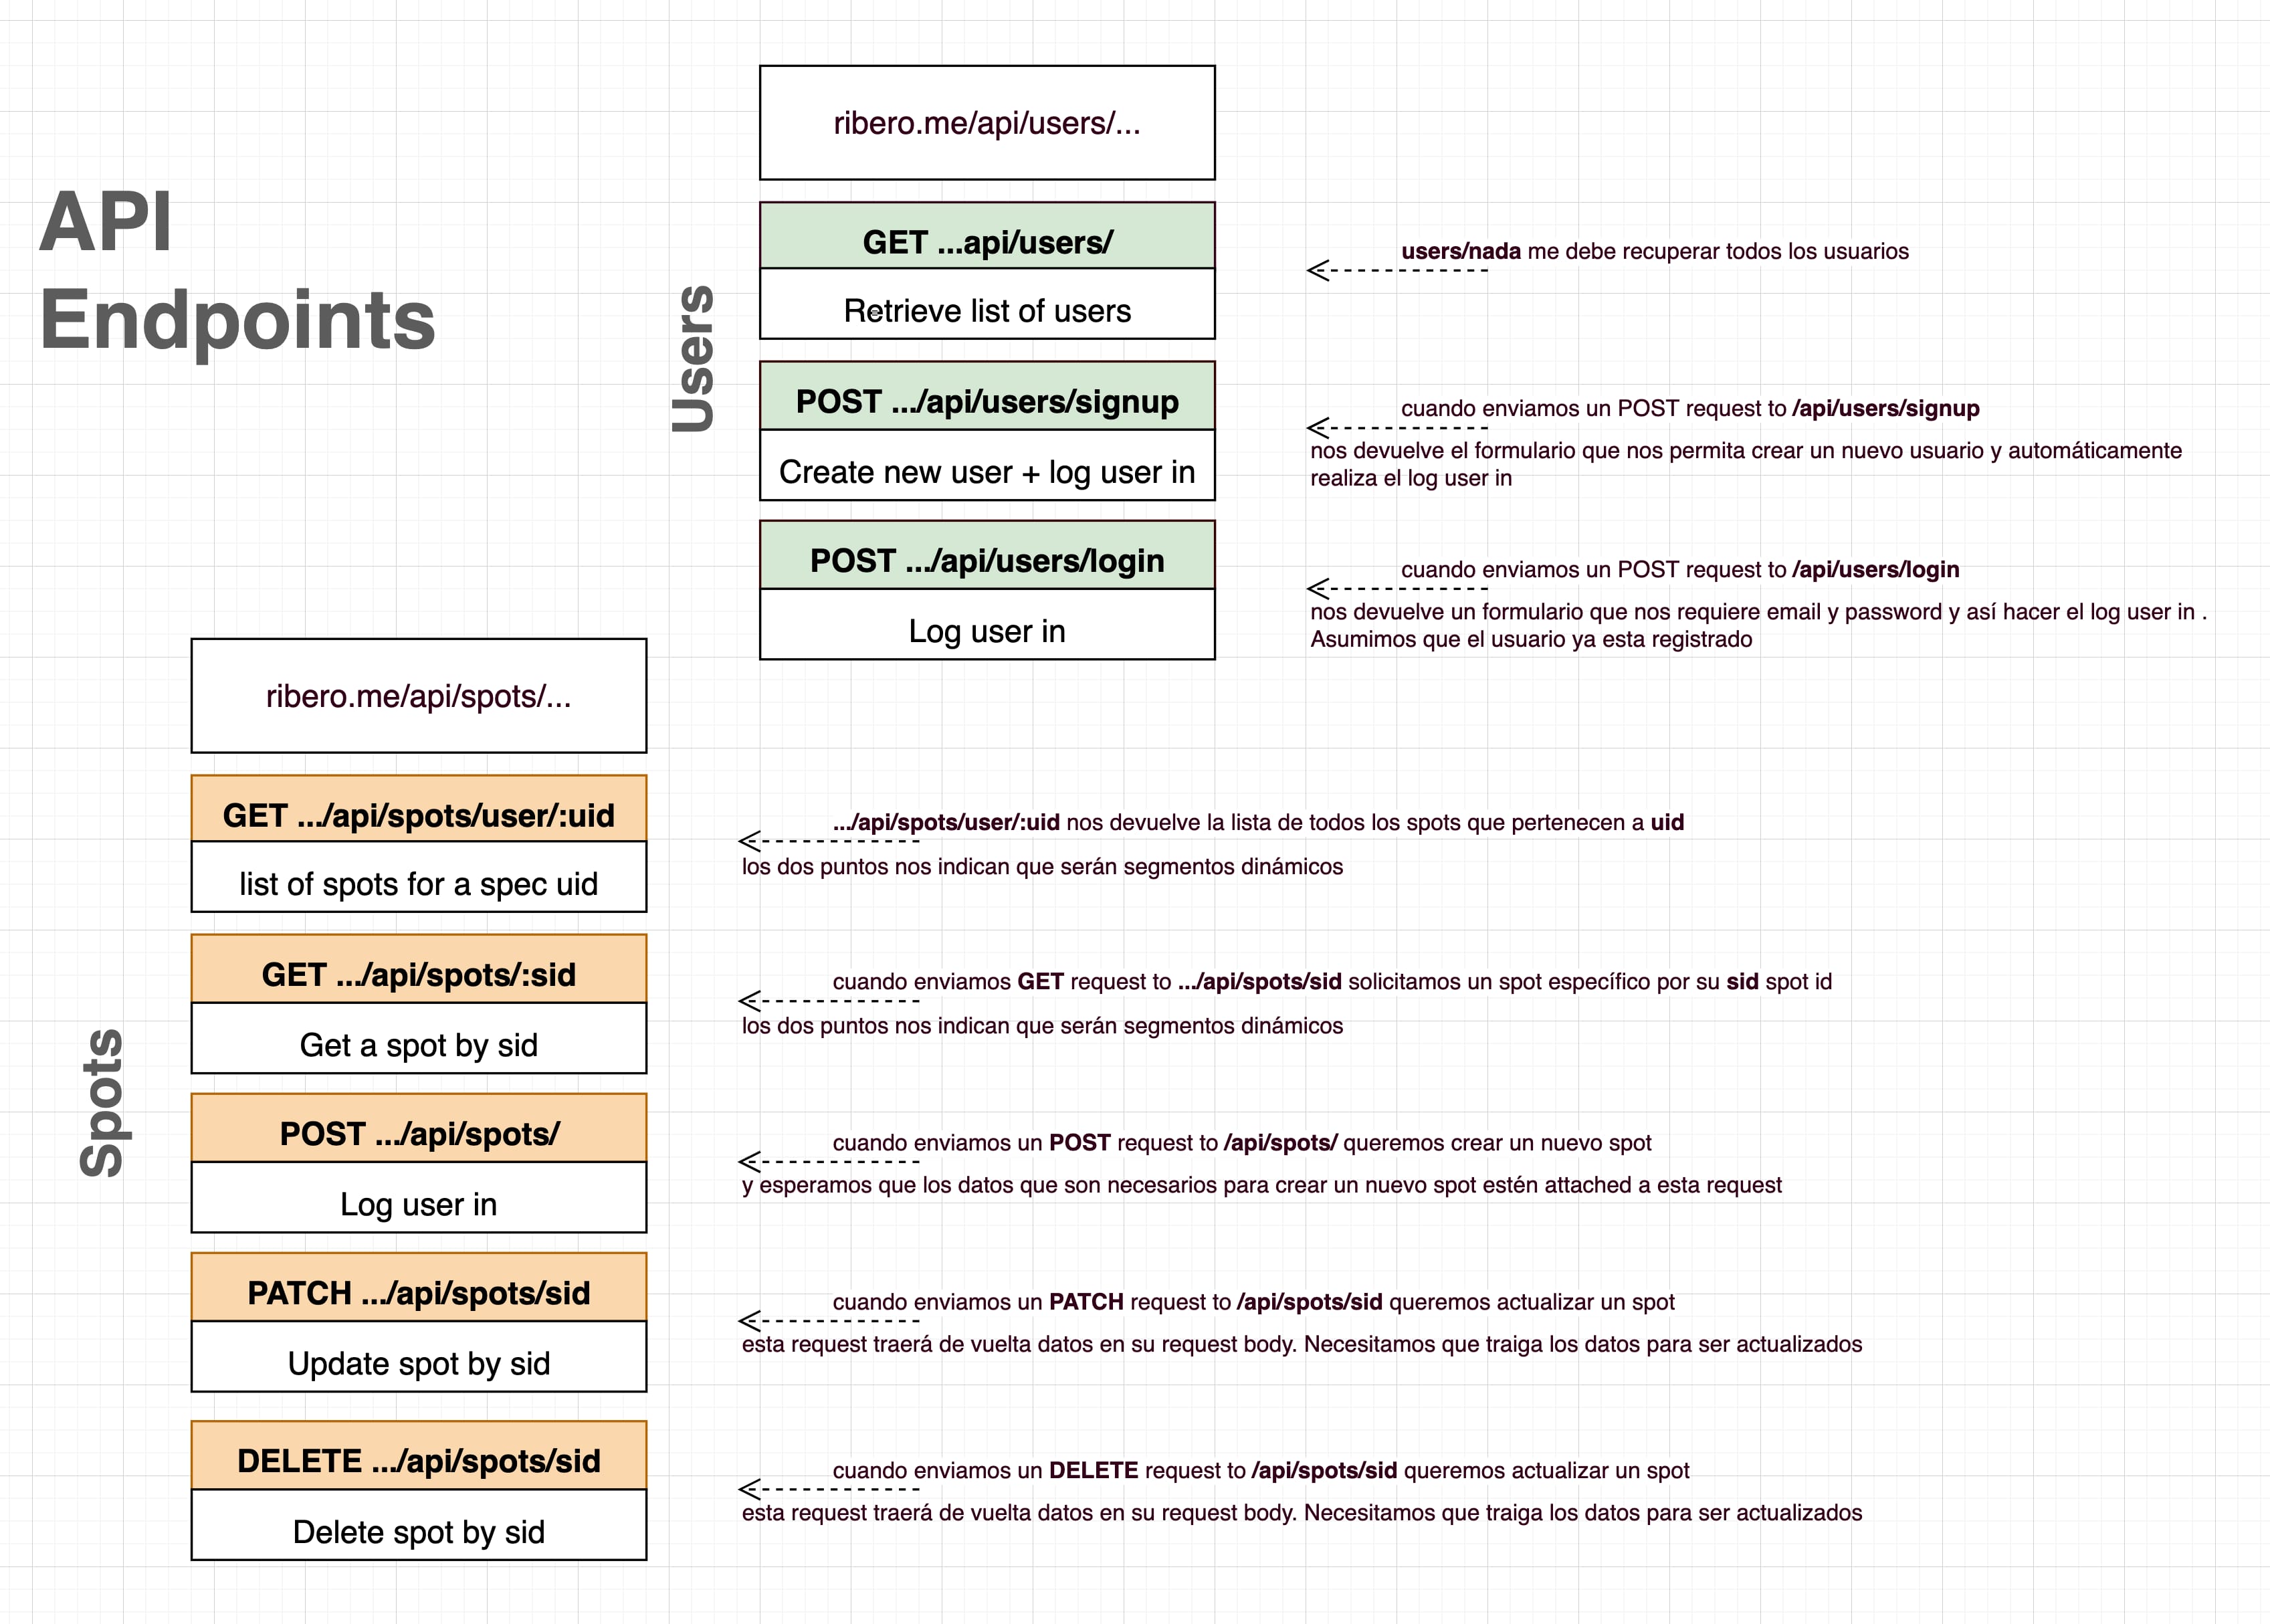 API
Endpoints
Users
ribero.me/api/users/...
GET ...api/users/
Retrieve list of users
users/nada me debe recuperar todos los usuarios
POST .../api/users/signup
Create new user + log user in
cuando enviamos un POST request to /api/users/signup
nos devuelve el formulario que nos permita crear un nuevo usuario y automáticamente
realiza el log user in
POST .../api/users/login
Log user in
cuando enviamos un POST request to /api/users/login
nos devuelve un formulario que nos requiere email y password y así hacer el log user in .
Asumimos que el usuario ya esta registrado
Spots
ribero.me/api/spots/...
GET .../api/spots/user/:uid
list of spots for a spec uid
.../api/spots/user/:uid nos devuelve la lista de todos los spots que pertenecen a uid
los dos puntos nos indican que serán segmentos dinámicos
GET .../api/spots/:sid
Get a spot by sid
cuando enviamos GET request to .../api/spots/sid solicitamos un spot específico por su sid spot id
los dos puntos nos indican que serán segmentos dinámicos
POST .../api/spots/
Log user in
cuando enviamos un POST request to /api/spots/ queremos crear un nuevo spot
y esperamos que los datos que son necesarios para crear un nuevo spot estén attached a esta request
PATCH .../api/spots/sid
Update spot by sid
cuando enviamos un PATCH request to /api/spots/sid queremos actualizar un spot
esta request traerá de vuelta datos en su request body. Necesitamos que traiga los datos para ser actualizados
DELETE .../api/spots/sid
Delete spot by sid
cuando enviamos un DELETE request to /api/spots/sid queremos actualizar un spot
esta request traerá de vuelta datos en su request body. Necesitamos que traiga los datos para ser actualizados